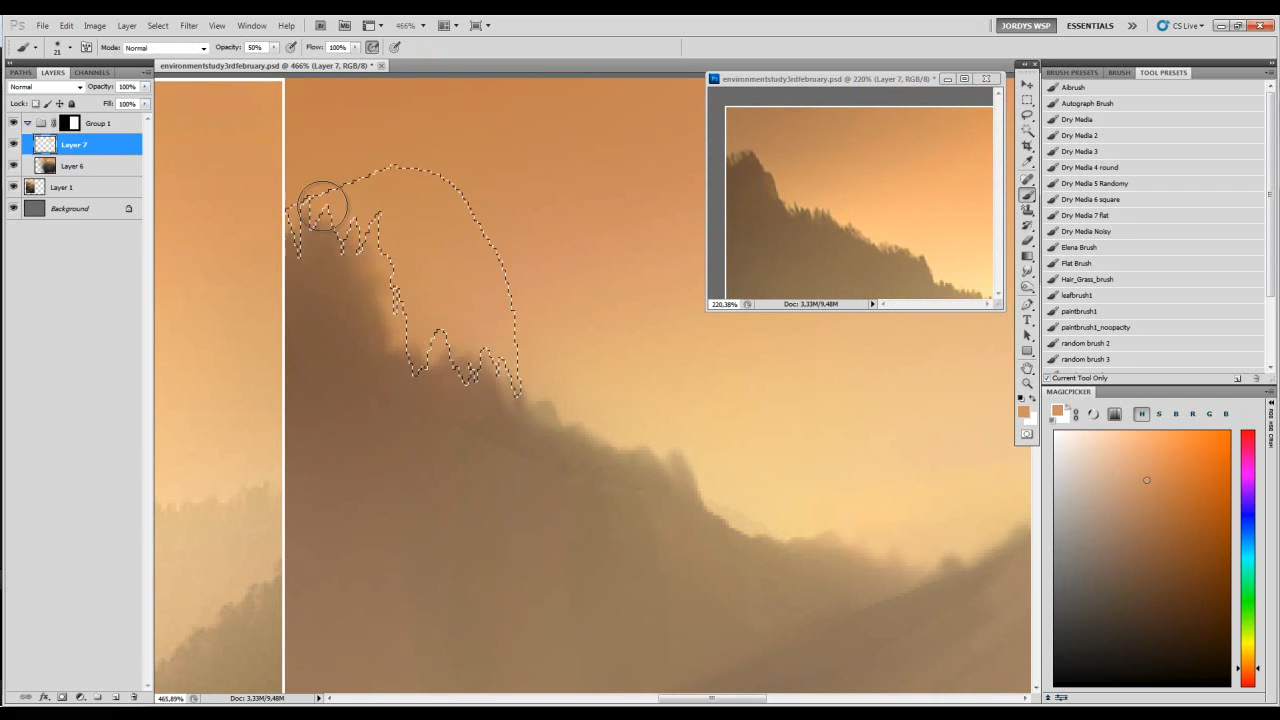 Ps File Edit Image Layer Select Filter View Window Help Br Mb 466% JORDYS WSP ESSENTIALS CS Live
21 Mode: Normal Opacity: 50% Flow: 100%
environmentstudy3rdfebruary.psd @ 466% (Layer 7, RGB/8) *
PATHS LAYERS CHANNELS
Normal Opacity: 100%
Lock: Fill: 100%
Group 1
Layer 7
Layer 6
Layer 1
Background
environmentstudy3rdfebruary.psd @ 220% (Layer 7, RGB/8) *
220,38% Doc: 3,33M/9,48M
BRUSH PRESETS BRUSH TOOL PRESETS
Aibrush
Autograph Brush
Dry Media
Dry Media 2
Dry Media 3
Dry Media 4 round
Dry Media 5 Randomy
Dry Media 6 square
Dry Media 7 flat
Dry Media Noisy
Elena Brush
Flat Brush
Hair_Grass_brush
leafbrush1
paintbrush1
paintbrush1_noopacity
random brush 2
random brush 3
Current Tool Only
MAGICPICKER
H S B R G B
465,89% Doc: 3,33M/9,48M